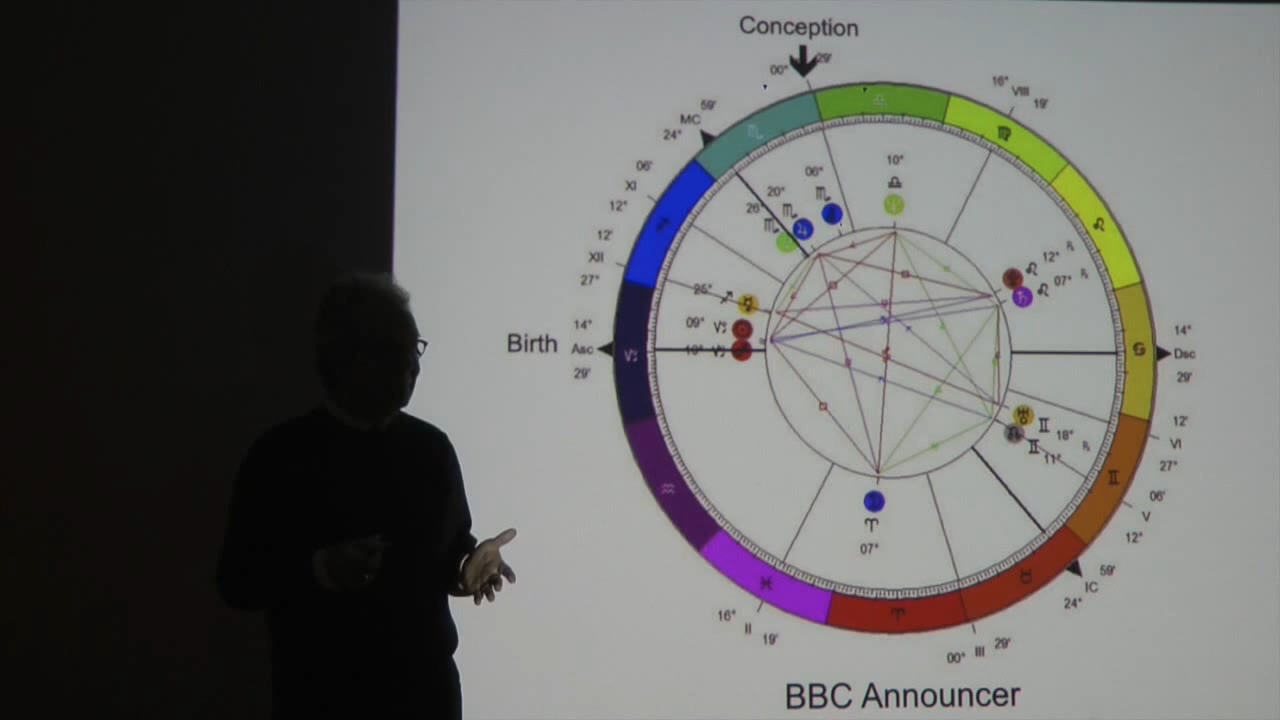 Conception
29'
00°
16°
VIII
19'
59'
MC
24°
06'
XI
12°
12'
XII
27°
10°
06°
20°
26°
12°
07°
25°
09°
Birth
14°
Asc
29'
14°
Dsc
29'
12'
VI
27°
18°
11°
06'
V
12°
07°
59'
IC
24°
16°
II
19'
00°
III
29'
BBC Announcer